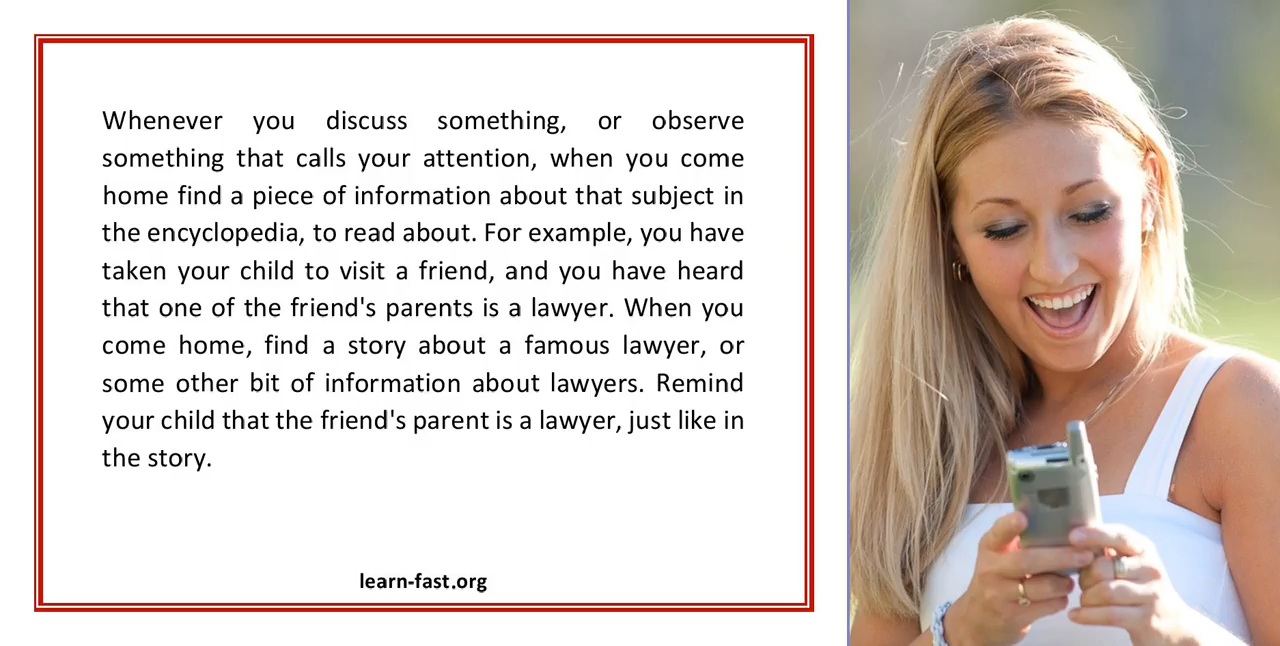 Whenever you discuss something, or observe
something that calls your attention, when you come
home find a piece of information about that subject in
the encyclopedia, to read about. For example, you have
taken your child to visit a friend, and you have heard
that one of the friend's parents is a lawyer. When you
come home, find a story about a famous lawyer, or
some other bit of information about lawyers. Remind
your child that the friend's parent is a lawyer, just like in
the story.
learn-fast.org